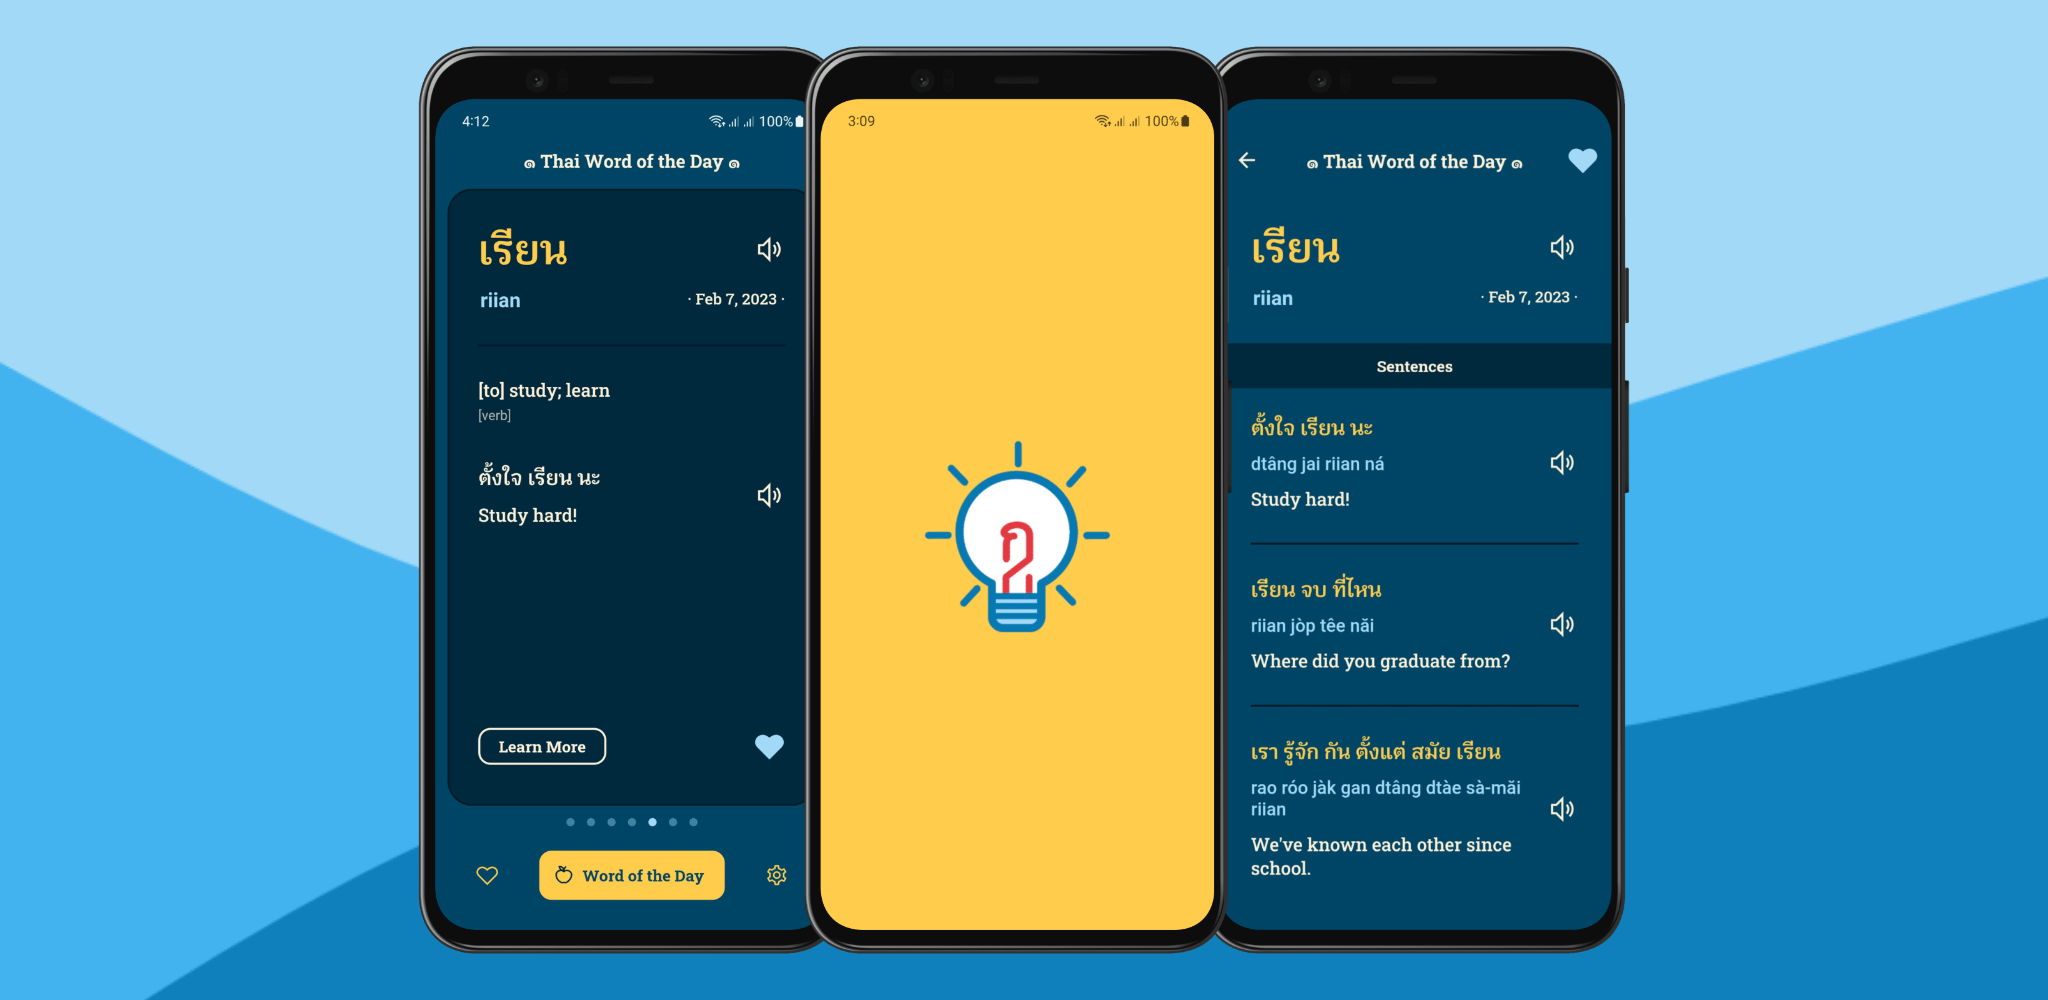 4:12
100%
๑ Thai Word of the Day ๑
เรียน
riian
· Feb 7, 2023 ·
[to] study; learn
[verb]
ตั้งใจ เรียน นะ
Study hard!
Learn More
Word of the Day
3:09
100%
ก
๑ Thai Word of the Day ๑
เรียน
riian
· Feb 7, 2023 ·
Sentences
ตั้งใจ เรียน นะ
dtâng jai riian ná
Study hard!
เรียน จบ ที่ไหน
riian jòp têe năi
Where did you graduate from?
เรา รู้จัก กัน ตั้งแต่ สมัย เรียน
rao róo jàk gan dtâng dtàe sà-măi
riian
We've known each other since
school.